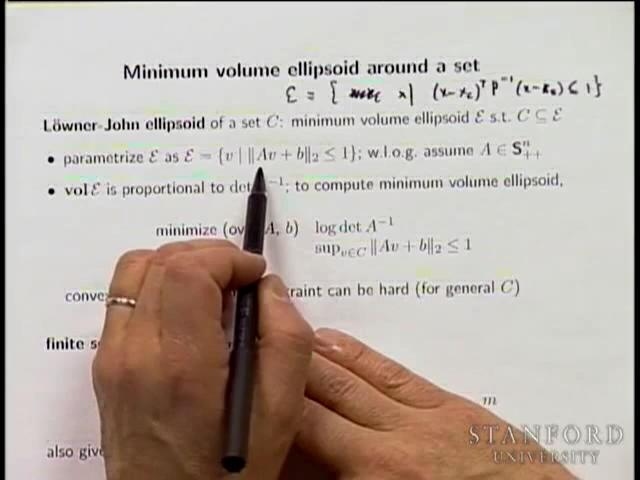 Minimum volume ellipsoid around a set
ℰ = { x | (x-x_c)^T P^{-1} (x-x_c) ≤ 1}
Löwner-John ellipsoid of a set C: minimum volume ellipsoid ℰ s.t. C ⊆ ℰ
• parametrize ℰ as ℰ = {v | ‖Av + b‖₂ ≤ 1}; w.l.o.g. assume A ∈ S^n_{++}
• vol ℰ is proportional to det ^{-1}; to compute minimum volume ellipsoid,
minimize (ov A, b) log det A^{-1}
sup_{v∈C} ‖Av + b‖₂ ≤ 1
conve raint can be hard (for general C)
finite s
m
also give
STANFORD
UNIVERSITY